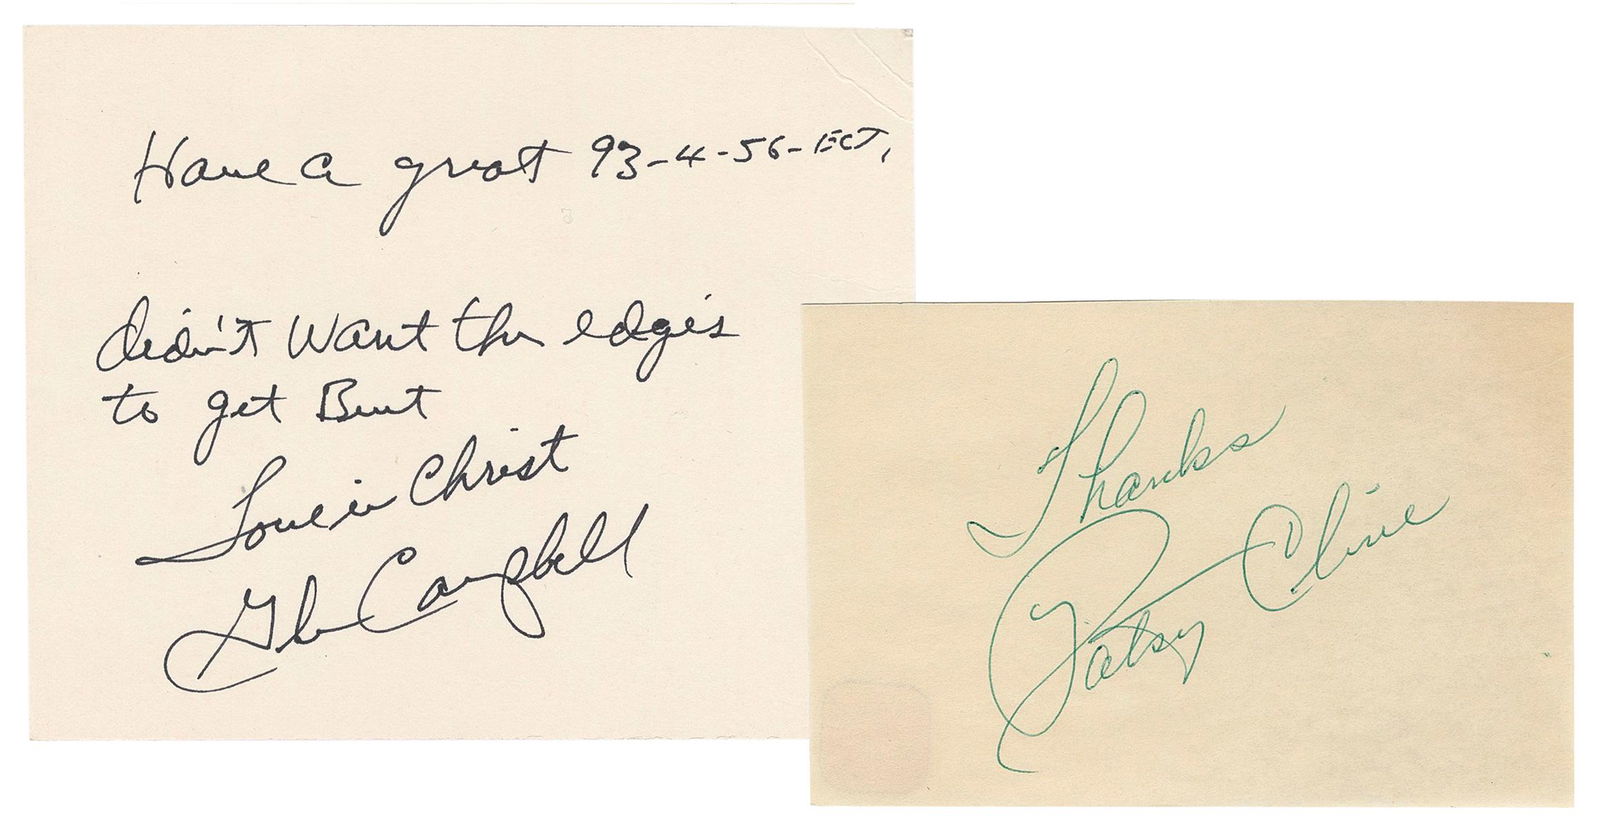 Have a great 93-4-56-ECT,
didn't want the edge's
to get Bent
Love in Christ
Glen Campbell
Thanks
Patsy Cline